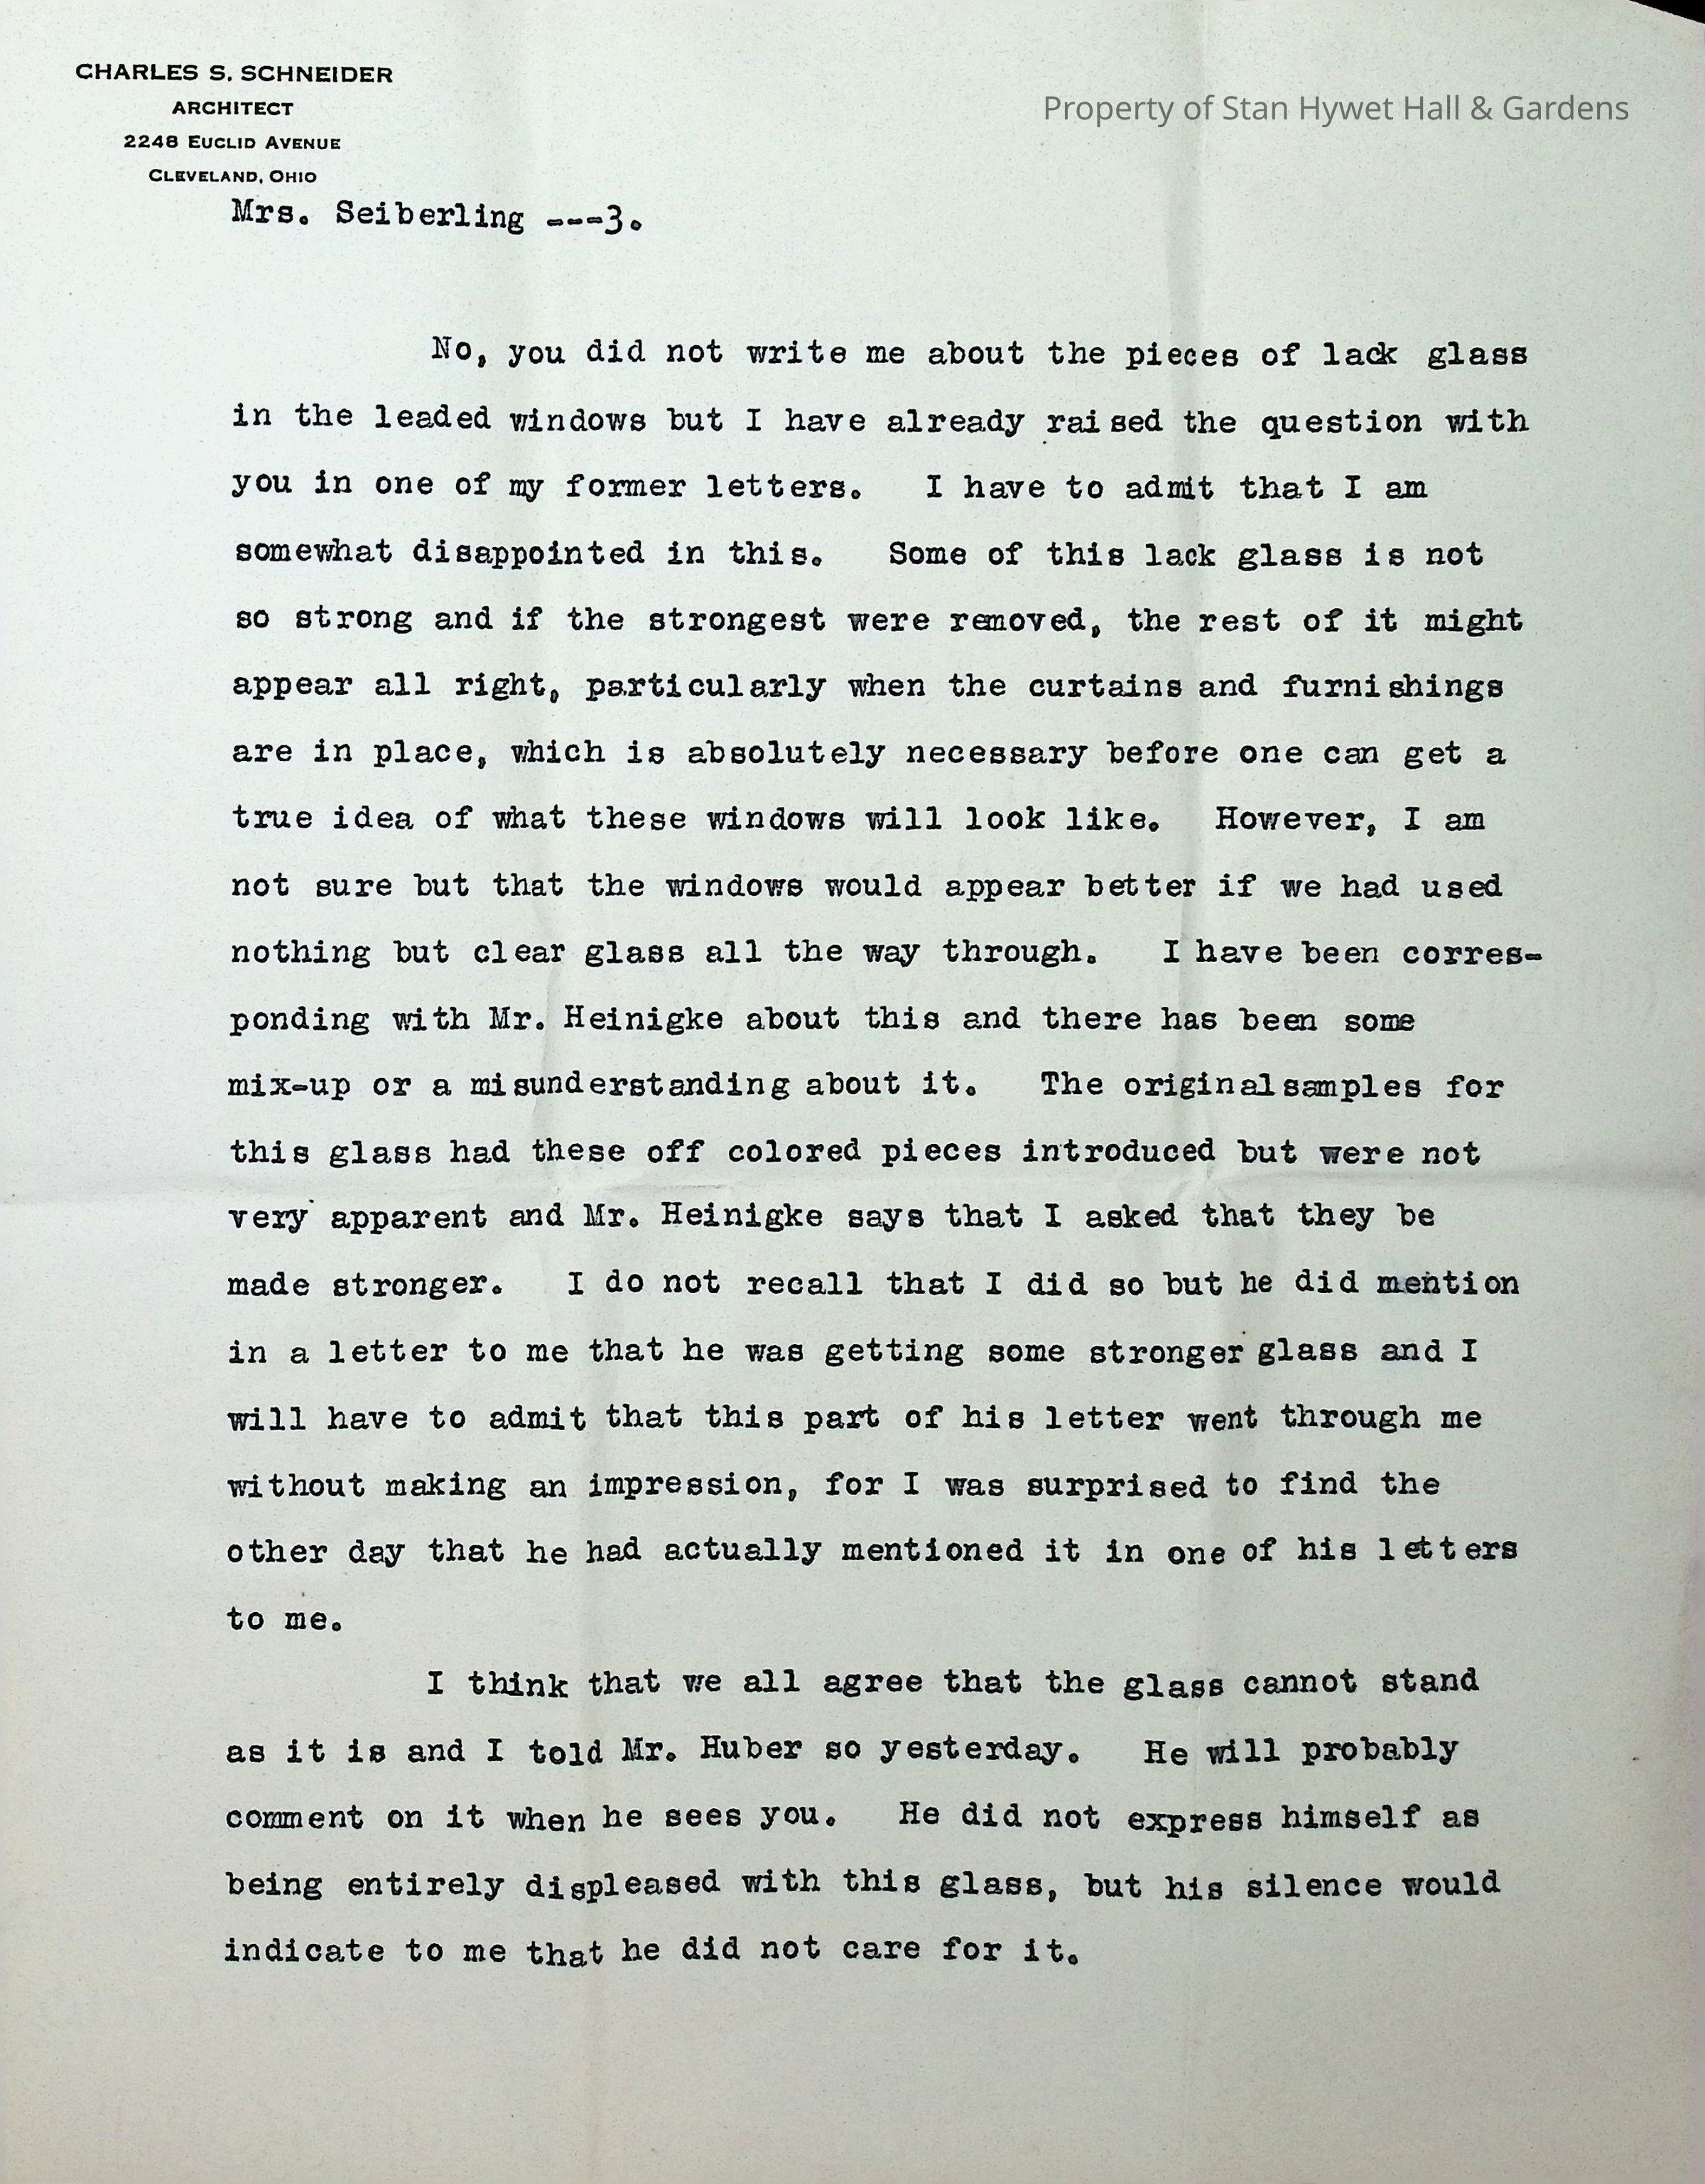 CHARLES S. SCHNEIDER
ARCHITECT
2248 EUCLID AVENUE
CLEVELAND, OHIO
Property of Stan Hywet Hall & Gardens
Mrs. Seiberling ---3.
No, you did not write me about the pieces of lack glass
in the leaded windows but I have already raised the question with
you in one of my former letters. I have to admit that I am
somewhat disappointed in this. Some of this lack glass is not
so strong and if the strongest were removed, the rest of it might
appear all right, particularly when the curtains and furnishings
are in place, which is absolutely necessary before one can get a
true idea of what these windows will look like. However, I am
not sure but that the windows would appear better if we had used
nothing but clear glass all the way through. I have been corres-
ponding with Mr. Heinigke about this and there has been some
mix-up or a misunderstanding about it. The original samples for
this glass had these off colored pieces introduced but were not
very apparent and Mr. Heinigke says that I asked that they be
made stronger. I do not recall that I did so but he did mention
in a letter to me that he was getting some stronger glass and I
will have to admit that this part of his letter went through me
without making an impression, for I was surprised to find the
other day that he had actually mentioned it in one of his letters
to me.
I think that we all agree that the glass cannot stand
as it is and I told Mr. Huber so yesterday. He will probably
comment on it when he sees you. He did not express himself as
being entirely displeased with this glass, but his silence would
indicate to me that he did not care for it.